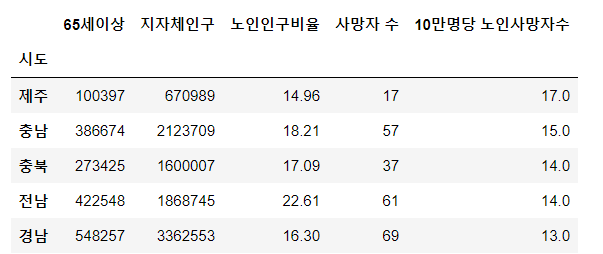 65세이상 지자체인구 노인인구비율 사망자 수 10만명당 노인사망자수
시도
제주 100397 670989 14.96 17 17.0
충남 386674 2123709 18.21 57 15.0
충북 273425 1600007 17.09 37 14.0
전남 422548 1868745 22.61 61 14.0
경남 548257 3362553 16.30 69 13.0